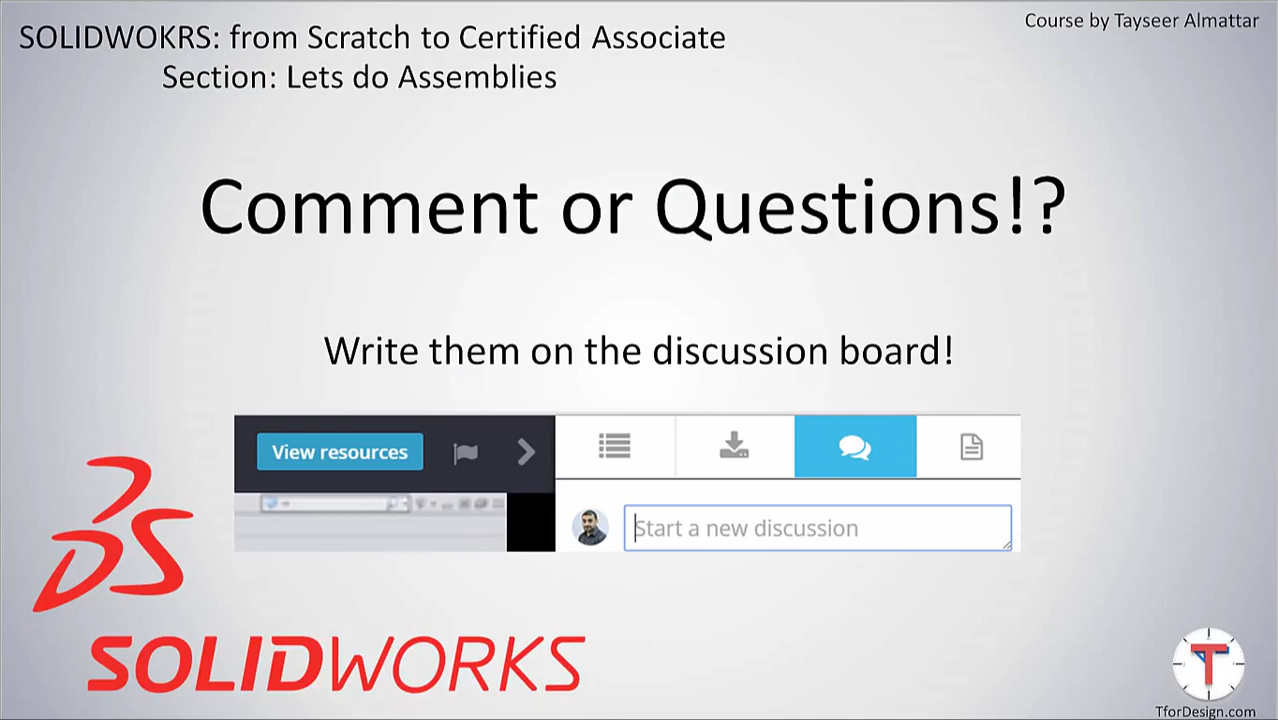 SOLIDWOKRS: from Scratch to Certified Associate
Course by Tayseer Almattar
Section: Lets do Assemblies
Comment or Questions!?
Write them on the discussion board!
View resources
Start a new discussion
DS
SOLIDWORKS
T
TforDesign.com